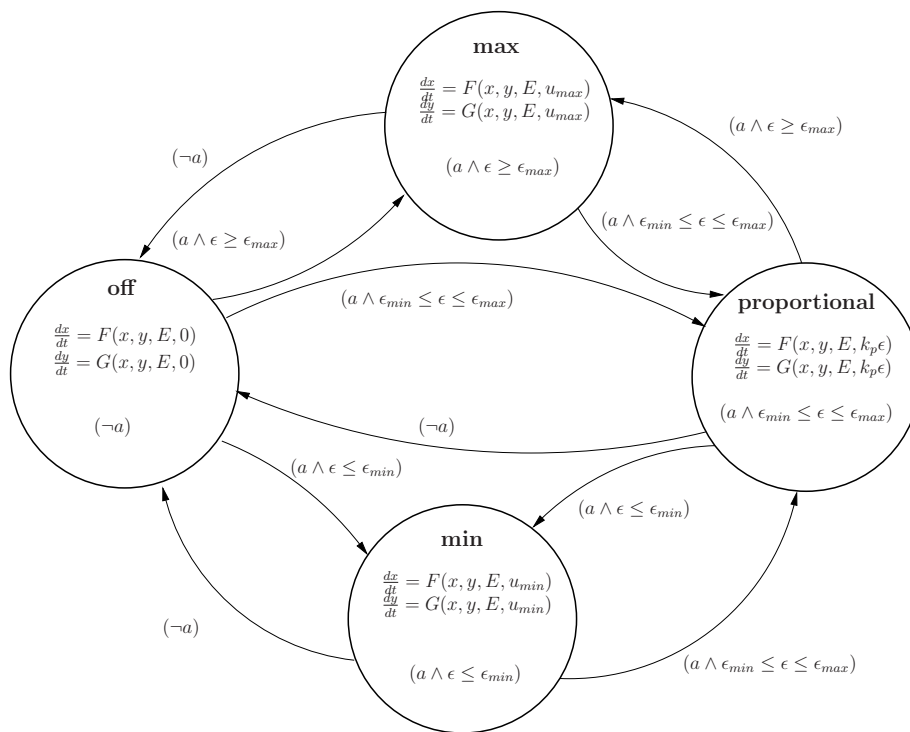 max
dx/dt = F(x, y, E, u_max)
dy/dt = G(x, y, E, u_max)
(a ∧ ϵ ≥ ϵ_max)
(a ∧ ϵ ≥ ϵ_max)
(¬a)
(a ∧ ϵ_min ≤ ϵ ≤ ϵ_max)
(a ∧ ϵ ≥ ϵ_max)
off
dx/dt = F(x, y, E, 0)
dy/dt = G(x, y, E, 0)
(¬a)
(a ∧ ϵ_min ≤ ϵ ≤ ϵ_max)
proportional
dx/dt = F(x, y, E, k_pϵ)
dy/dt = G(x, y, E, k_pϵ)
(a ∧ ϵ_min ≤ ϵ ≤ ϵ_max)
(¬a)
(a ∧ ϵ ≤ ϵ_min)
(a ∧ ϵ ≤ ϵ_min)
min
dx/dt = F(x, y, E, u_min)
dy/dt = G(x, y, E, u_min)
(a ∧ ϵ ≤ ϵ_min)
(¬a)
(a ∧ ϵ_min ≤ ϵ ≤ ϵ_max)